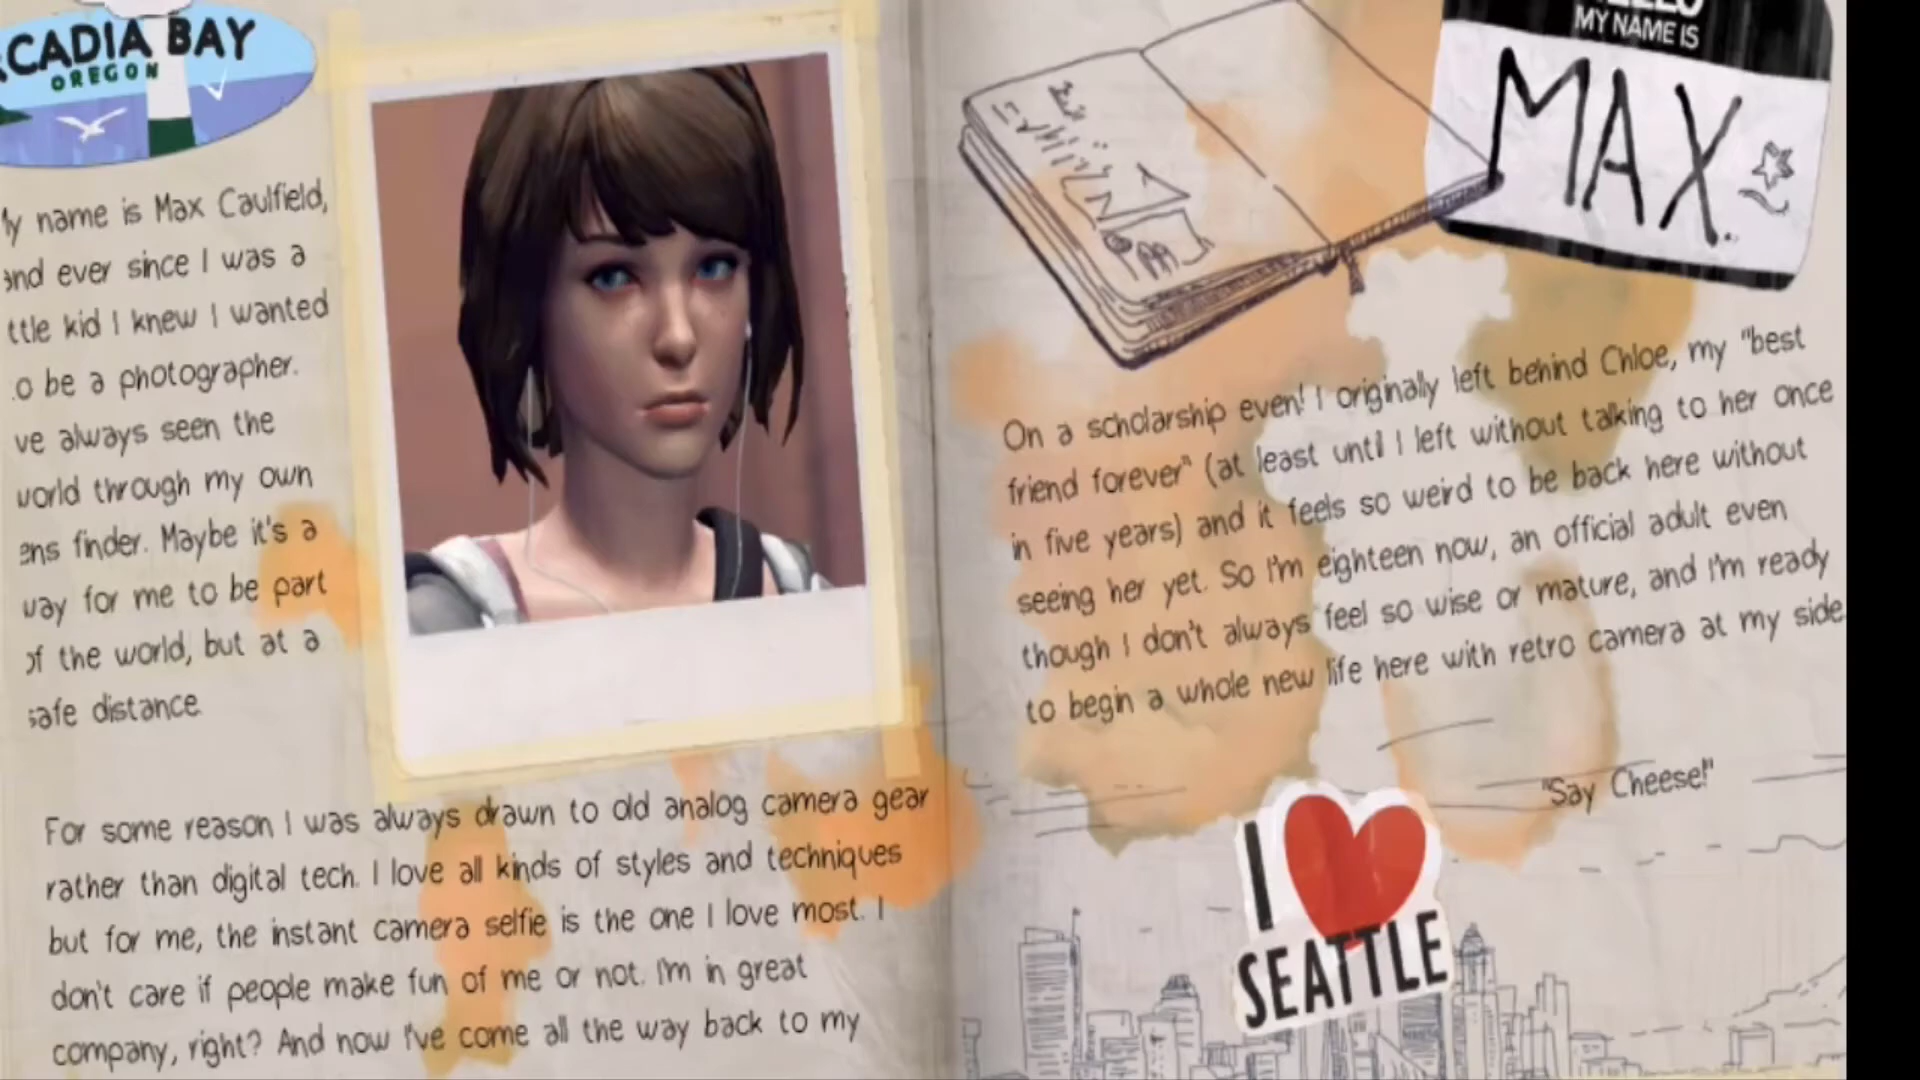 CADIA BAY
OREGON
y name is Max Caulfield,
and ever since I was a
ttle kid I knew I wanted
o be a photographer.
ve always seen the
world through my own
ens finder. Maybe it's a
way for me to be part
of the world, but at a
safe distance.
For some reason I was always drawn to old analog camera gear
rather than digital tech. I love all kinds of styles and techniques
but for me, the instant camera selfie is the one I love most. I
don't care if people make fun of me or not. I'm in great
company, right? And now I've come all the way back to my
HELLO
MY NAME IS
MAX.
On a scholarship even! I originally left behind Chloe, my "best
friend forever" (at least until I left without talking to her once
in five years) and it feels so weird to be back here without
seeing her yet. So I'm eighteen now, an official adult even
though I don't always feel so wise or mature, and I'm ready
to begin a whole new life here with retro camera at my side.
"Say Cheese!"
I
SEATTLE